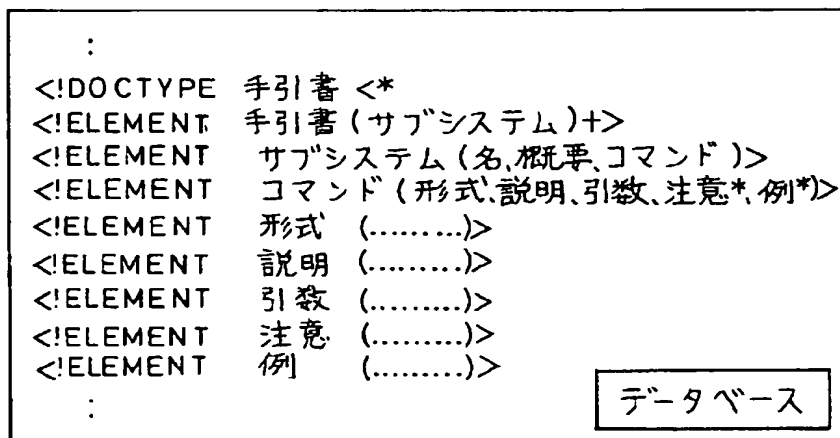 :
<!DOCTYPE 手引書 <*
<!ELEMENT 手引書 (サブシステム)+>
<!ELEMENT サブシステム (名、概要、コマンド)>
<!ELEMENT コマンド (形式、説明、引数、注意*、例*)>
<!ELEMENT 形式 (.........)>
<!ELEMENT 説明 (.........)>
<!ELEMENT 引数 (.........)>
<!ELEMENT 注意 (.........)>
<!ELEMENT 例 (.........)>
:
データベース